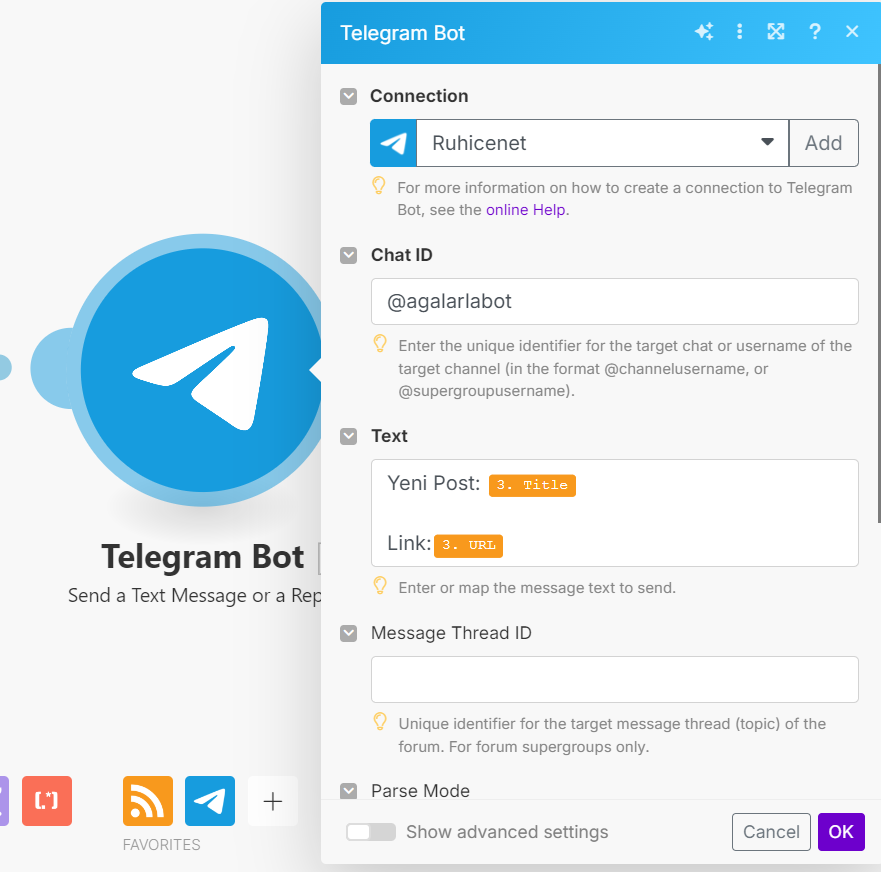 Telegram Bot
Connection
Ruhicenet
Add
For more information on how to create a connection to Telegram
Bot, see the online Help.
Chat ID
@agalarlabot
Enter the unique identifier for the target chat or username of the
target channel (in the format @channelusername, or
@supergroupusername).
Text
Yeni Post: 3. Title
Link: 3. URL
Enter or map the message text to send.
Message Thread ID
Unique identifier for the target message thread (topic) of the
forum. For forum supergroups only.
Parse Mode
Show advanced settings
Cancel
OK
Telegram Bot
Send a Text Message or a Rep
[.*]
FAVORITES